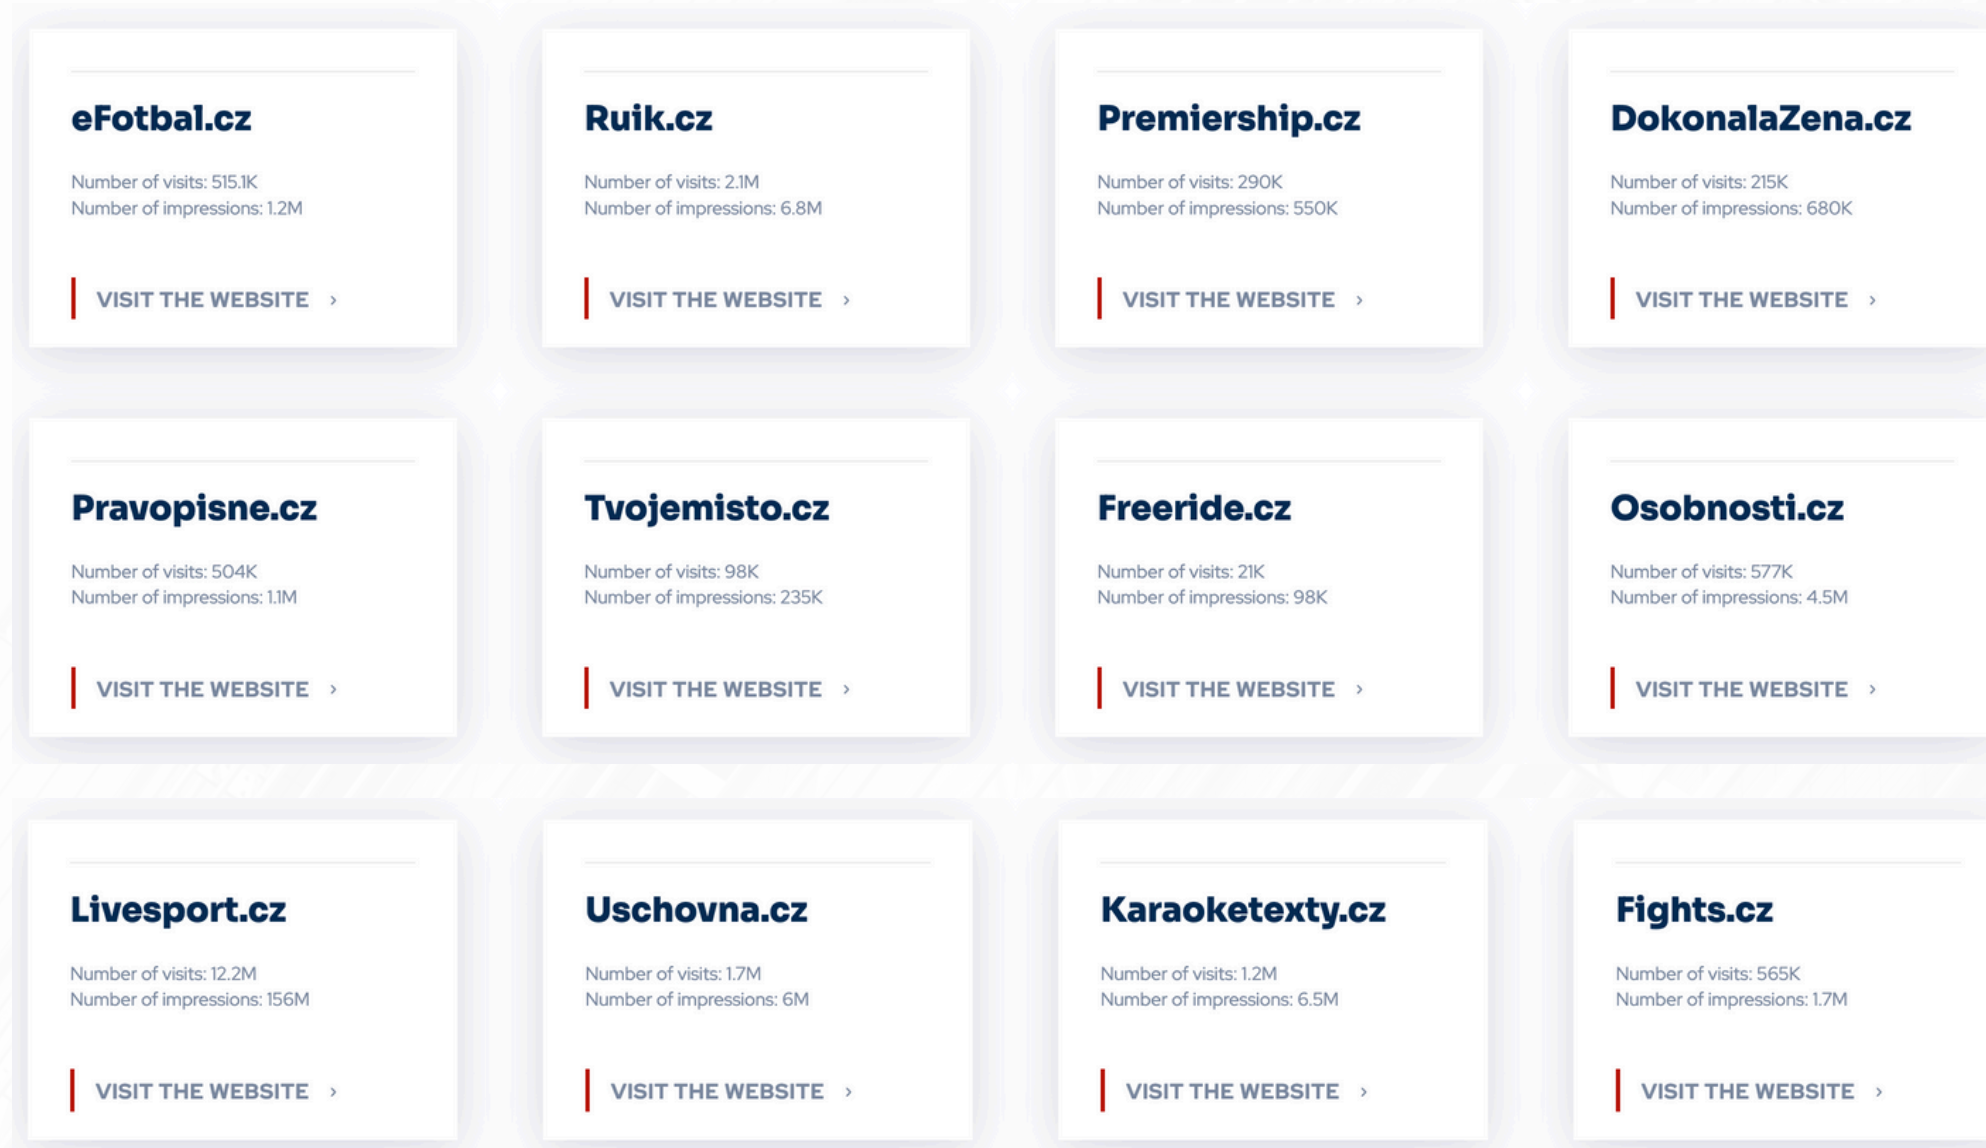 eFotbal.cz
Number of visits: 515.1K
Number of impressions: 1.2M
VISIT THE WEBSITE ›
Ruik.cz
Number of visits: 2.1M
Number of impressions: 6.8M
VISIT THE WEBSITE ›
Premiership.cz
Number of visits: 290K
Number of impressions: 550K
VISIT THE WEBSITE ›
DokonalaZena.cz
Number of visits: 215K
Number of impressions: 680K
VISIT THE WEBSITE ›
Pravopisne.cz
Number of visits: 504K
Number of impressions: 1.1M
VISIT THE WEBSITE ›
Tvojemisto.cz
Number of visits: 98K
Number of impressions: 235K
VISIT THE WEBSITE ›
Freeride.cz
Number of visits: 21K
Number of impressions: 98K
VISIT THE WEBSITE ›
Osobnosti.cz
Number of visits: 577K
Number of impressions: 4.5M
VISIT THE WEBSITE ›
Livesport.cz
Number of visits: 12.2M
Number of impressions: 156M
VISIT THE WEBSITE ›
Uschovna.cz
Number of visits: 1.7M
Number of impressions: 6M
VISIT THE WEBSITE ›
Karaoketexty.cz
Number of visits: 1.2M
Number of impressions: 6.5M
VISIT THE WEBSITE ›
Fights.cz
Number of visits: 565K
Number of impressions: 1.7M
VISIT THE WEBSITE ›